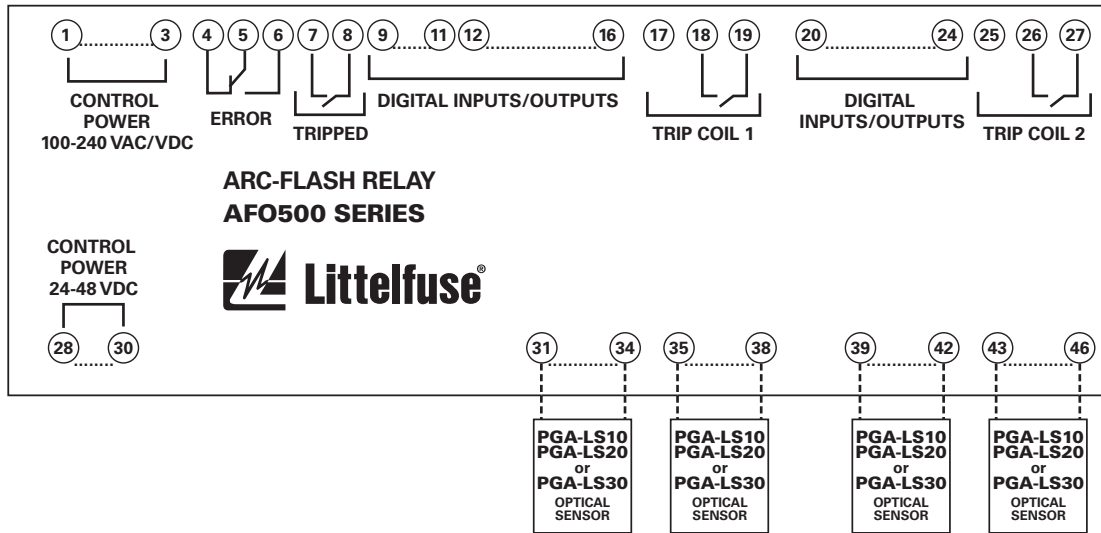 1 3 4 5 6 7 8 9 11 12 16 17 18 19 20 24 25 26 27
CONTROL
POWER
100-240 VAC/VDC
ERROR
TRIPPED
DIGITAL INPUTS/OUTPUTS
TRIP COIL 1
DIGITAL
INPUTS/OUTPUTS
TRIP COIL 2
ARC-FLASH RELAY
AFO500 SERIES
Littelfuse®
CONTROL
POWER
24-48 VDC
28 30
31 34 35 38 39 42 43 46
PGA-LS10
PGA-LS20
or
PGA-LS30
OPTICAL
SENSOR
PGA-LS10
PGA-LS20
or
PGA-LS30
OPTICAL
SENSOR
PGA-LS10
PGA-LS20
or
PGA-LS30
OPTICAL
SENSOR
PGA-LS10
PGA-LS20
or
PGA-LS30
OPTICAL
SENSOR